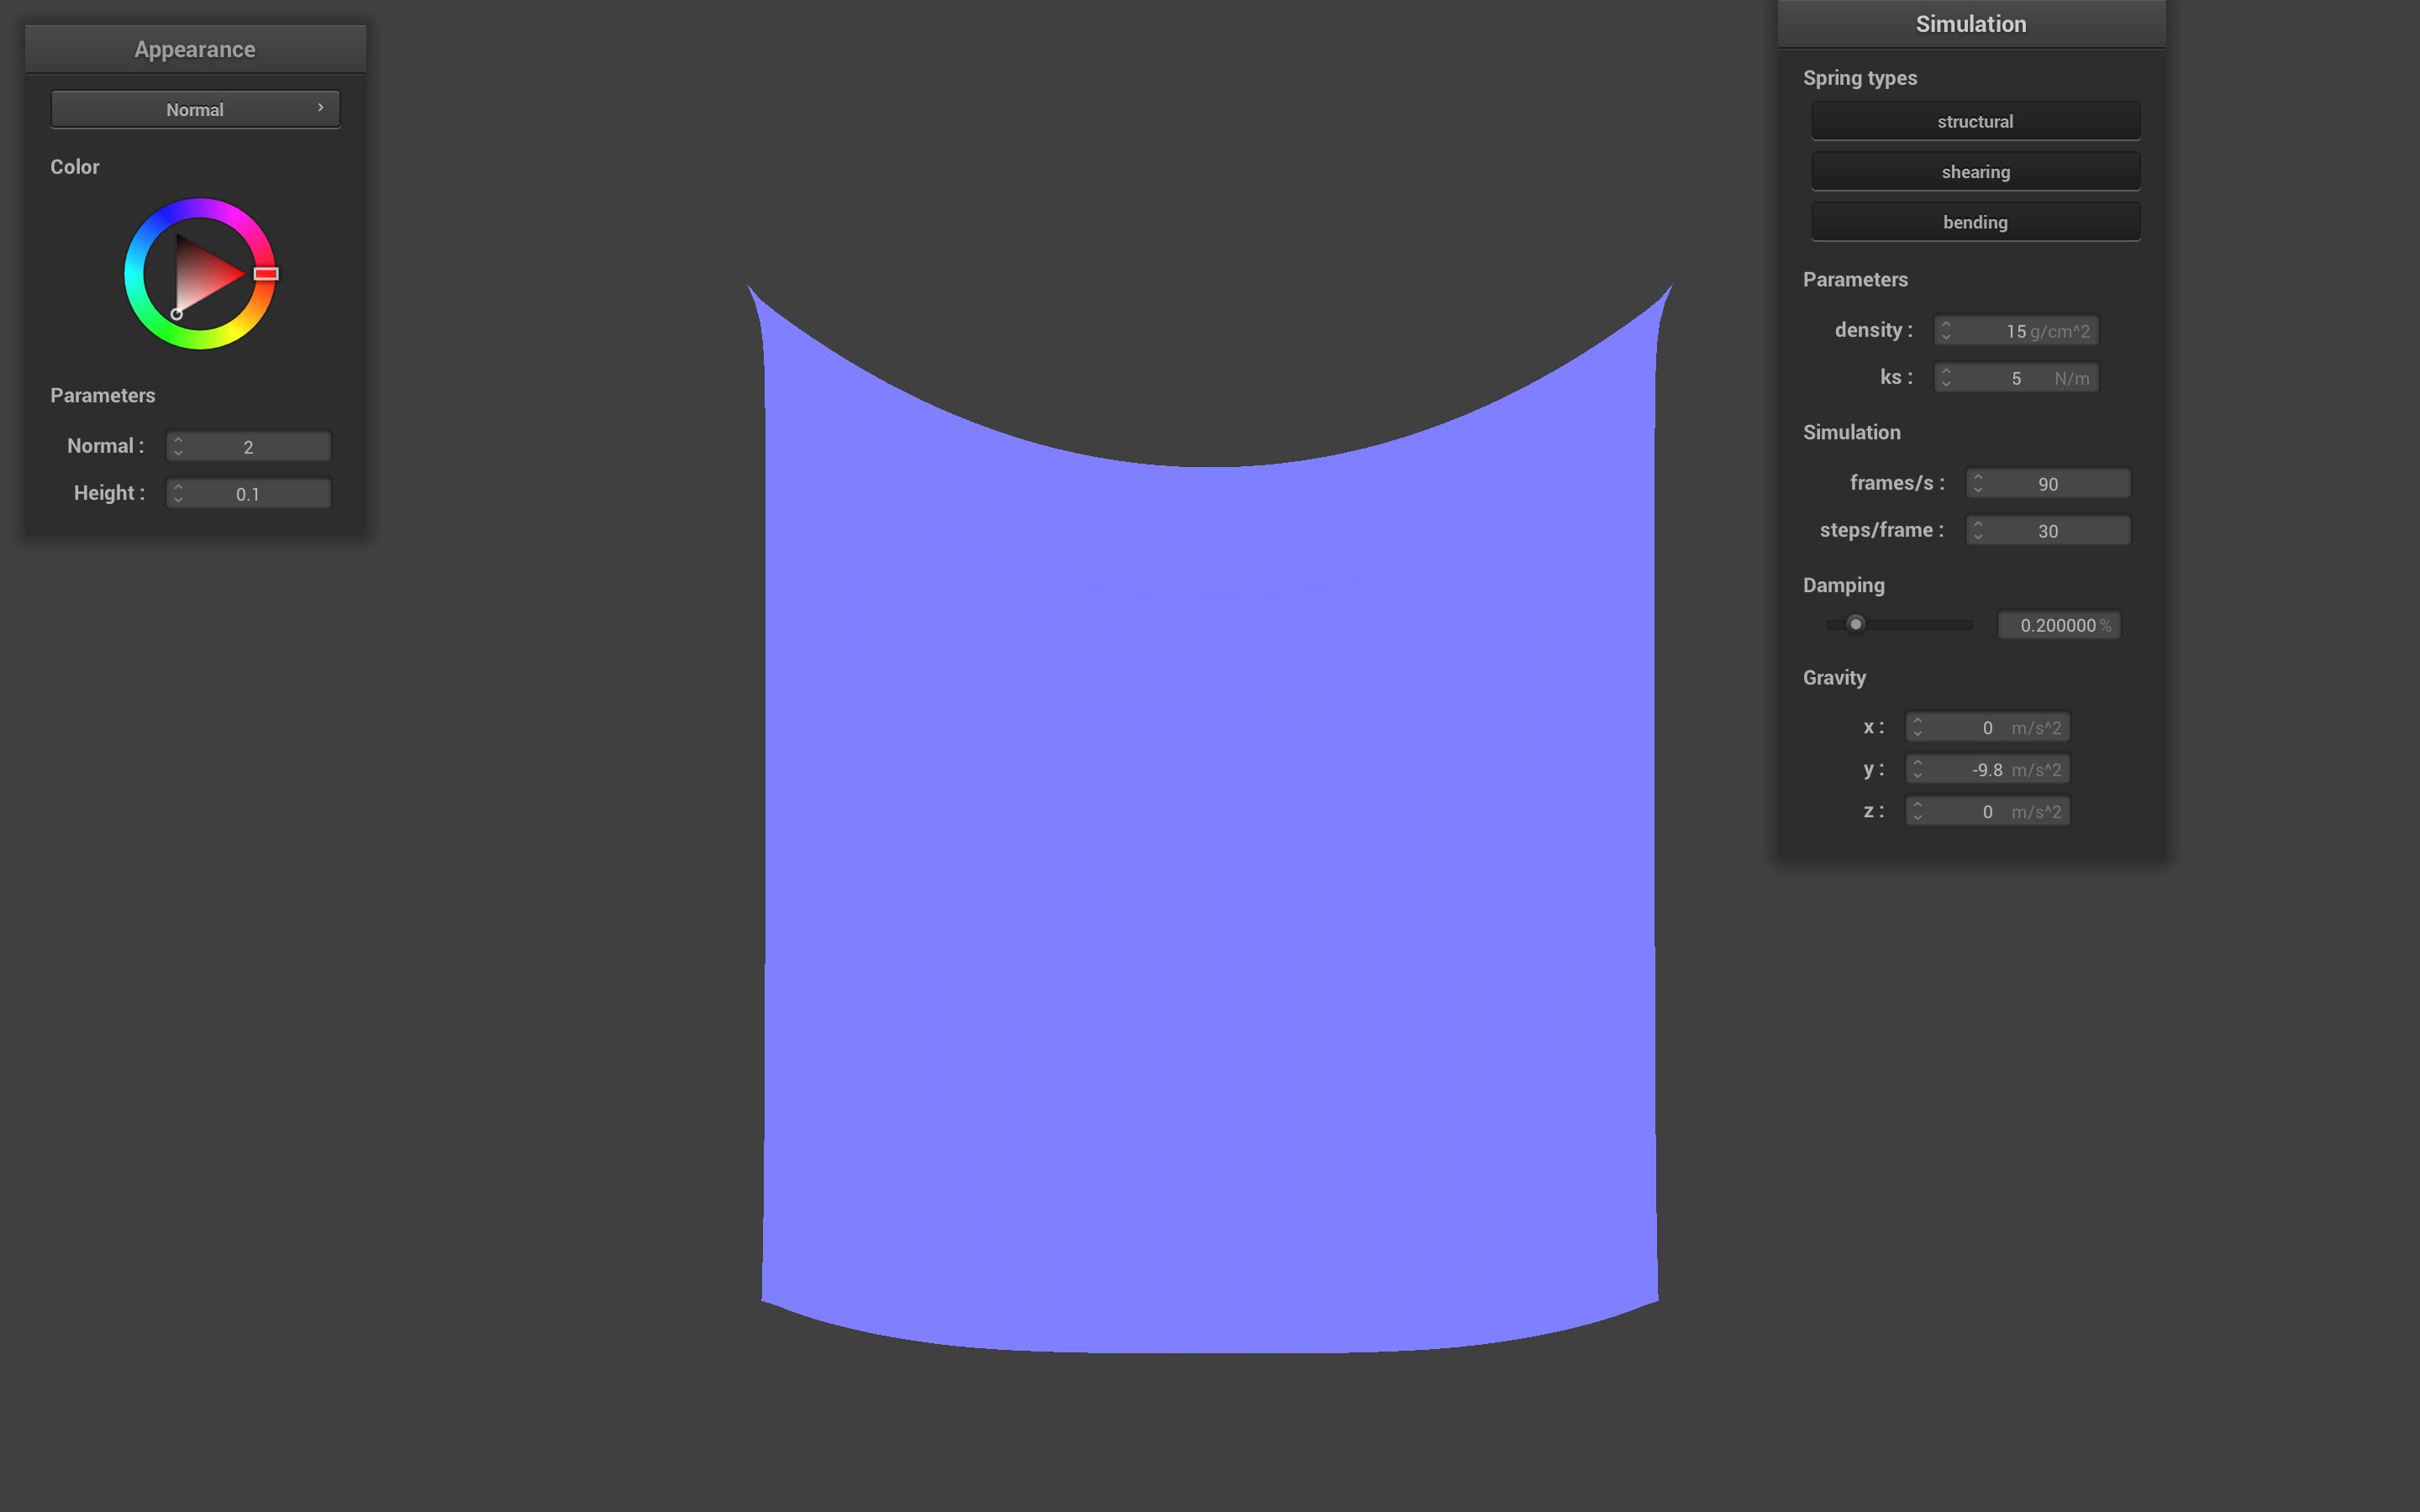 Appearance
Normal
Color
Parameters
Normal : 2
Height : 0.1
Simulation
Spring types
structural
shearing
bending
Parameters
density : 15 g/cm^2
ks : 5 N/m
Simulation
frames/s : 90
steps/frame : 30
Damping
0.200000 %
Gravity
x : 0 m/s^2
y : -9.8 m/s^2
z : 0 m/s^2